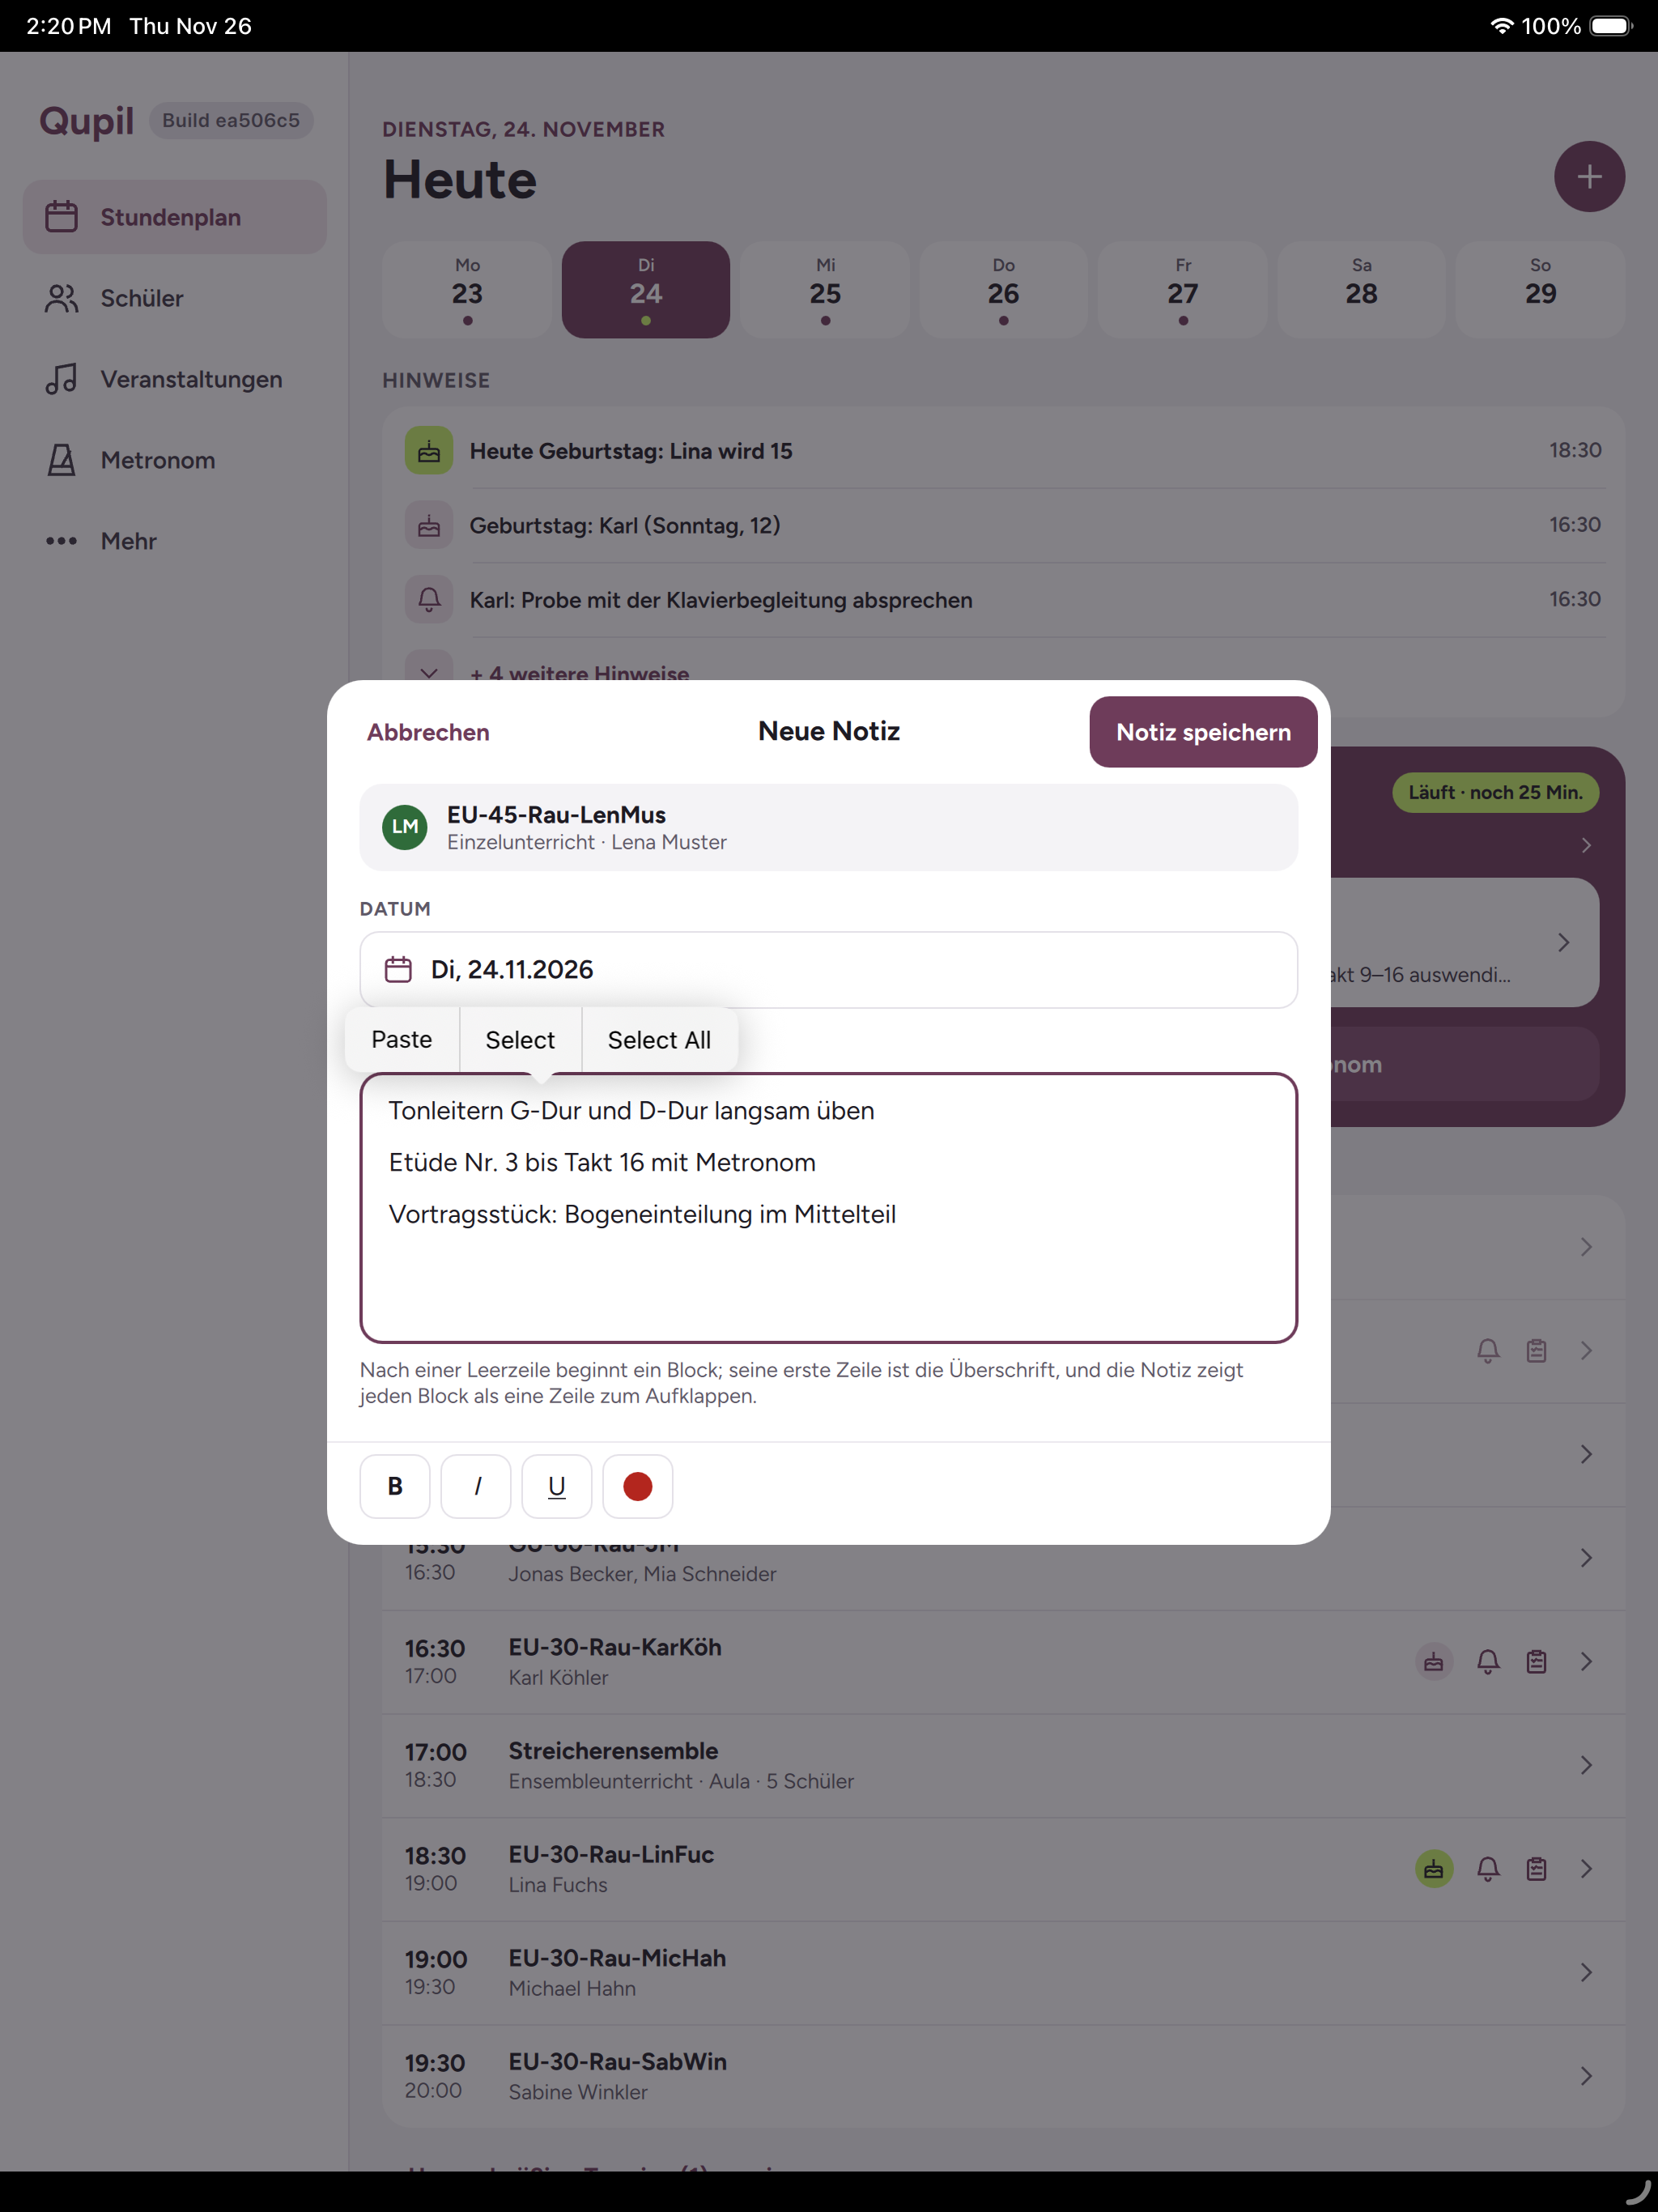 2:20 PM Thu Nov 26
100%
Qupil
Build ea506c5
Stundenplan
Schüler
Veranstaltungen
Metronom
Mehr
DIENSTAG, 24. NOVEMBER
Heute
Mo
23
Di
24
Mi
25
Do
26
Fr
27
Sa
28
So
29
HINWEISE
Heute Geburtstag: Lina wird 15 18:30
Geburtstag: Karl (Sonntag, 12) 16:30
Karl: Probe mit der Klavierbegleitung absprechen 16:30
+ 4 weitere Hinweise
Läuft · noch 25 Min.
Takt 9–16 auswendi...
Abbrechen
Neue Notiz
Notiz speichern
LM
EU-45-Rau-LenMus
Einzelunterricht · Lena Muster
DATUM
Di, 24.11.2026
Paste
Select
Select All
Tonleitern G-Dur und D-Dur langsam üben
Etüde Nr. 3 bis Takt 16 mit Metronom
Vortragsstück: Bogeneinteilung im Mittelteil
Nach einer Leerzeile beginnt ein Block; seine erste Zeile ist die Überschrift, und die Notiz zeigt
jeden Block als eine Zeile zum Aufklappen.
B I U
15:30
16:30
Jonas Becker, Mia Schneider
16:30 EU-30-Rau-KarKöh
17:00 Karl Köhler
17:00 Streicherensemble
18:30 Ensembleunterricht · Aula · 5 Schüler
18:30 EU-30-Rau-LinFuc
19:00 Lina Fuchs
19:00 EU-30-Rau-MicHah
19:30 Michael Hahn
19:30 EU-30-Rau-SabWin
20:00 Sabine Winkler